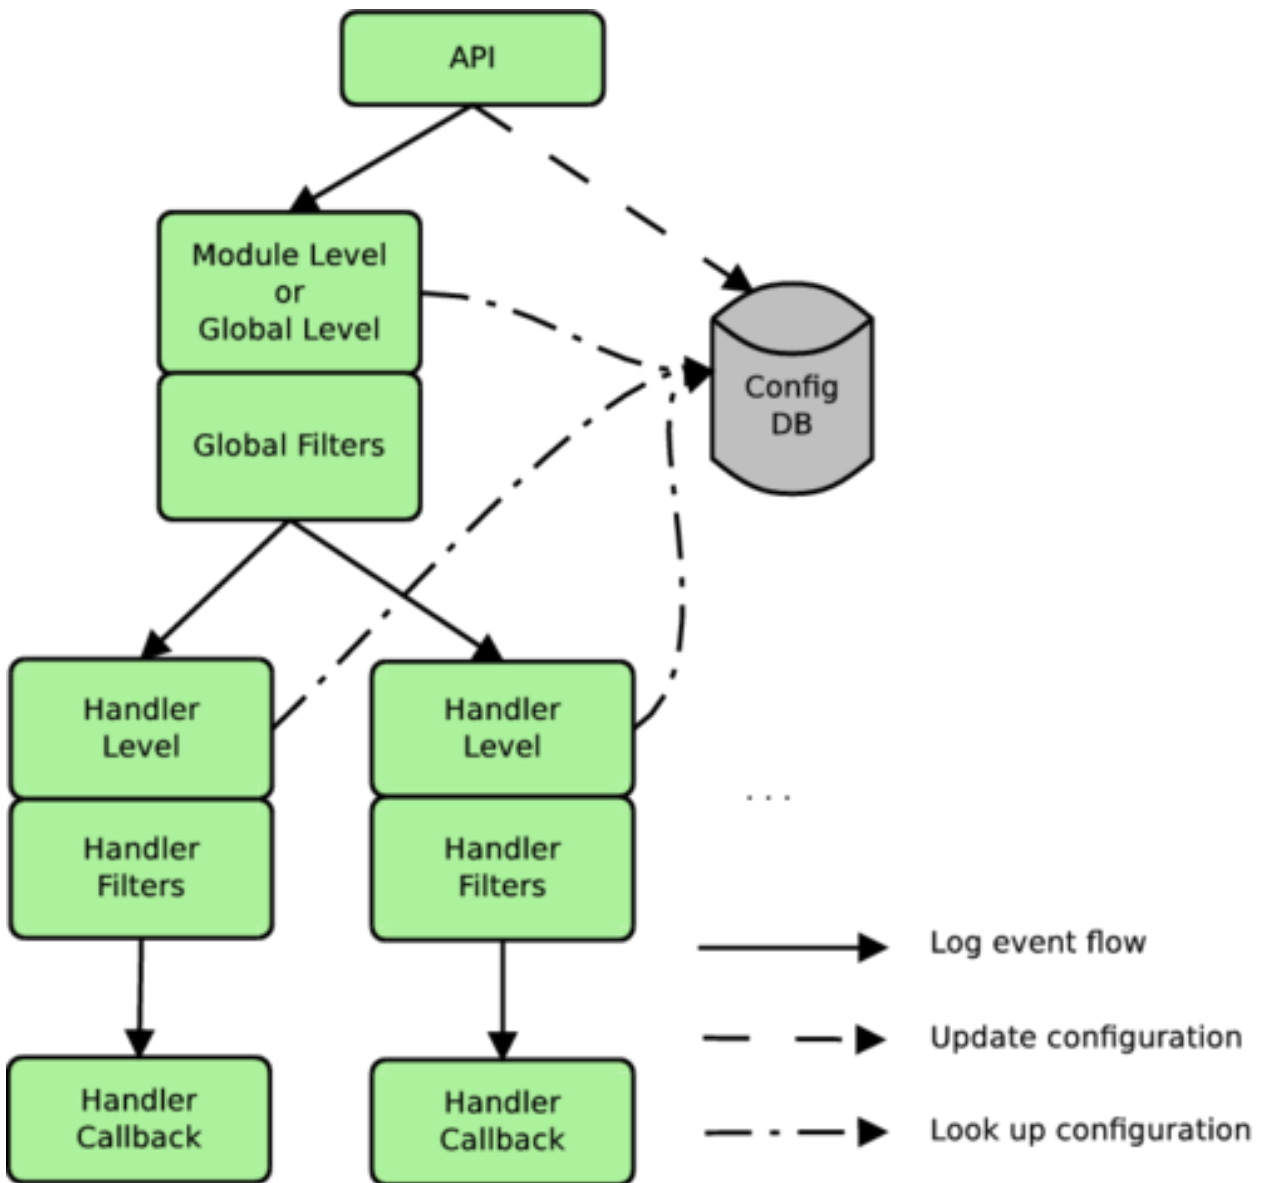 API
Module Level
or
Global Level
Global Filters
Config
DB
Handler
Level
Handler
Level
. . .
Handler
Filters
Handler
Filters
Log event flow
Update configuration
Look up configuration
Handler
Callback
Handler
Callback